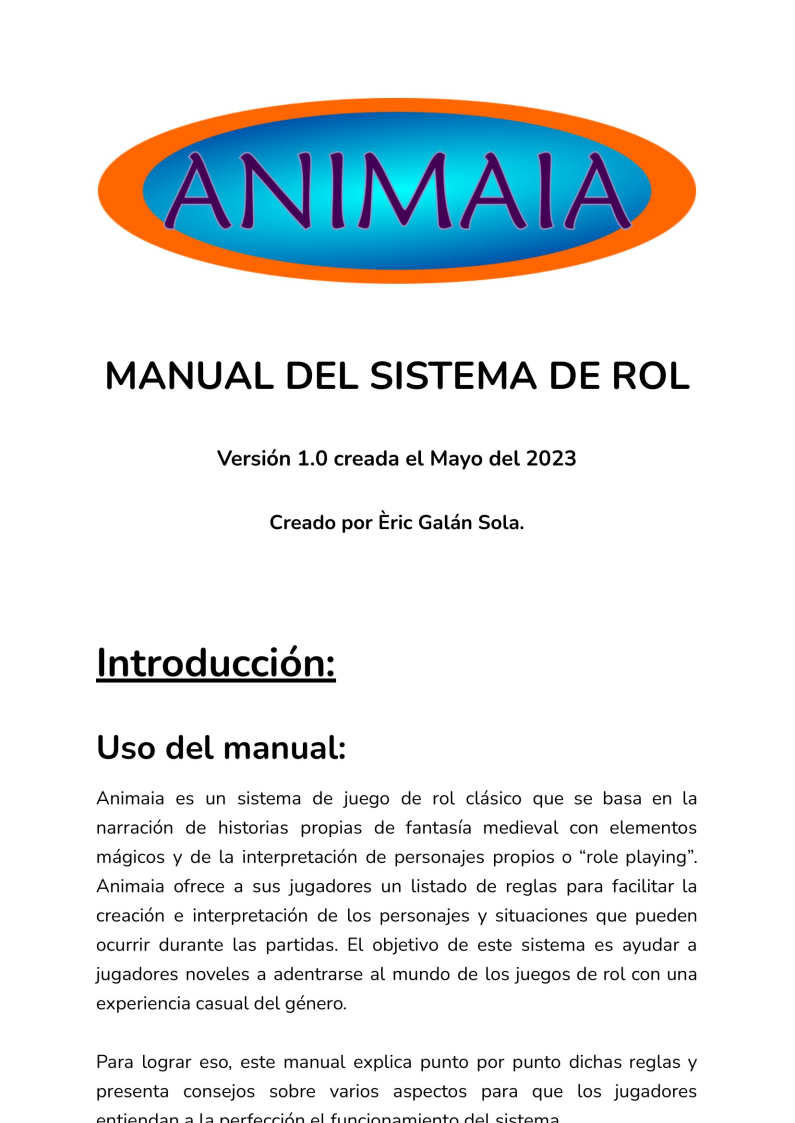 ANIMAIA
MANUAL DEL SISTEMA DE ROL
Versión 1.0 creada el Mayo del 2023
Creado por Èric Galán Sola.
Introducción:
Uso del manual:
Animaia es un sistema de juego de rol clásico que se basa en la
narración de historias propias de fantasía medieval con elementos
mágicos y de la interpretación de personajes propios o “role playing”.
Animaia ofrece a sus jugadores un listado de reglas para facilitar la
creación e interpretación de los personajes y situaciones que pueden
ocurrir durante las partidas. El objetivo de este sistema es ayudar a
jugadores noveles a adentrarse al mundo de los juegos de rol con una
experiencia casual del género.
Para lograr eso, este manual explica punto por punto dichas reglas y
presenta consejos sobre varios aspectos para que los jugadores
entiendan a la perfección el funcionamiento del sistema.